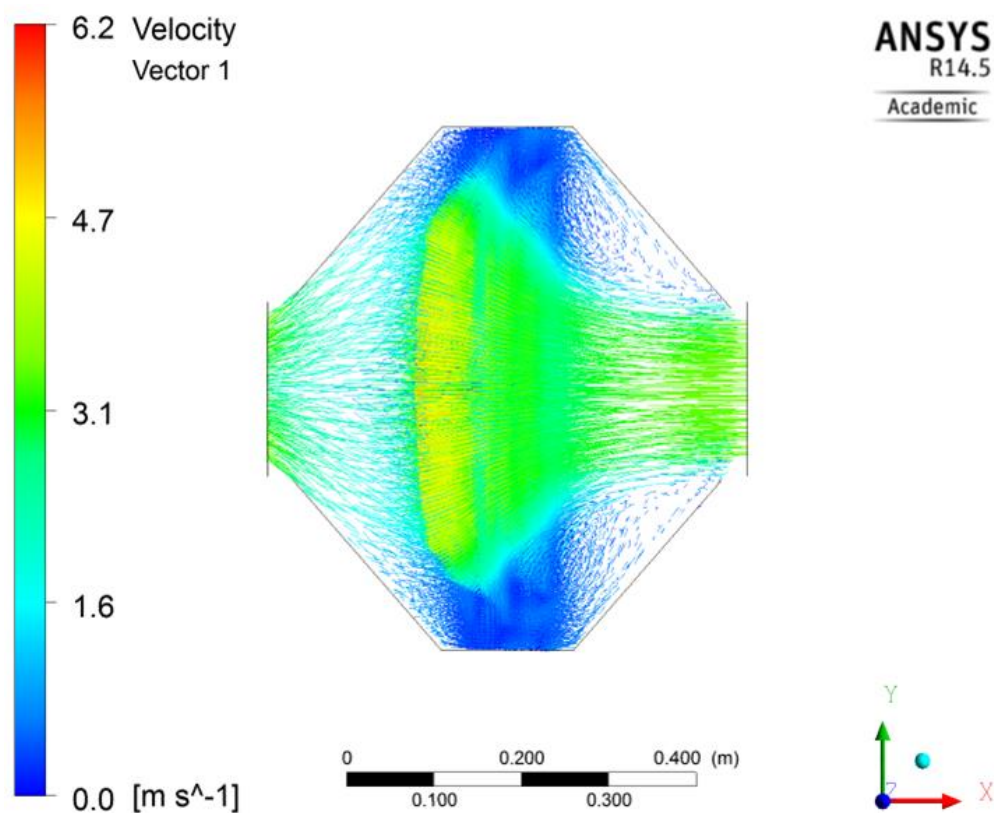 6.2 Velocity
Vector 1
4.7
3.1
1.6
0.0 [m s^-1]
ANSYS
R14.5
Academic
0 0.200 0.400 (m)
0.100 0.300
Y
Z X